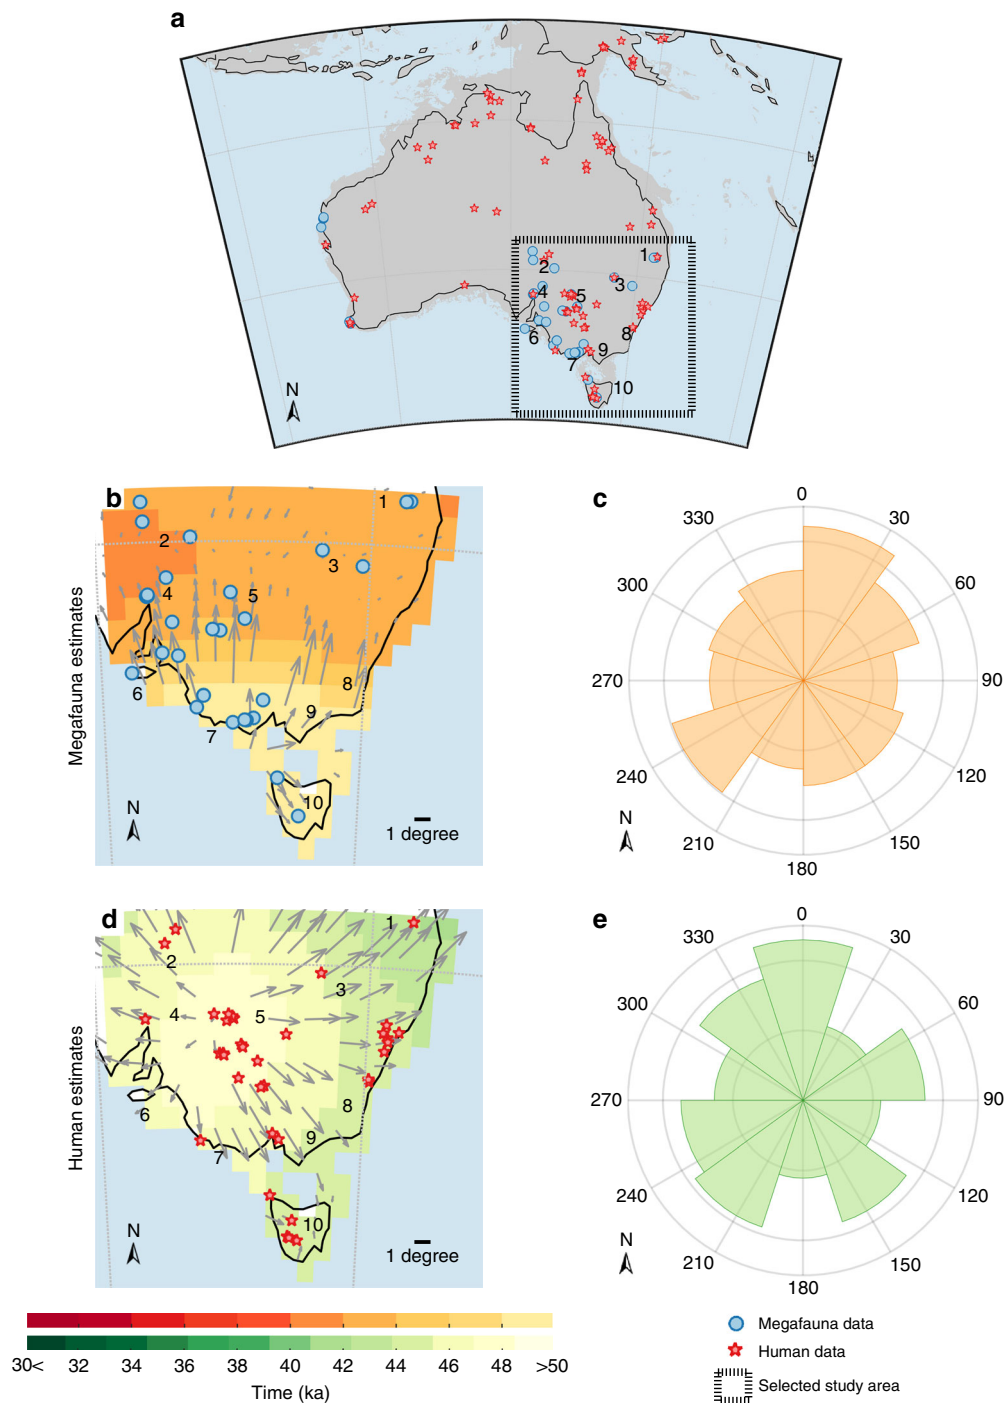 a
1
2
3
4
5
6
7
8
9
10
N
b
1
2
3
4
5
6
7
8
9
10
N
1 degree
Megafauna estimates
c
0
30
60
90
120
150
180
210
240
270
300
330
N
d
1
2
3
4
5
6
7
8
9
10
N
1 degree
Human estimates
e
0
30
60
90
120
150
180
210
240
270
300
330
N
30< 32 34 36 38 40 42 44 46 48 >50
Time (ka)
Megafauna data
Human data
Selected study area